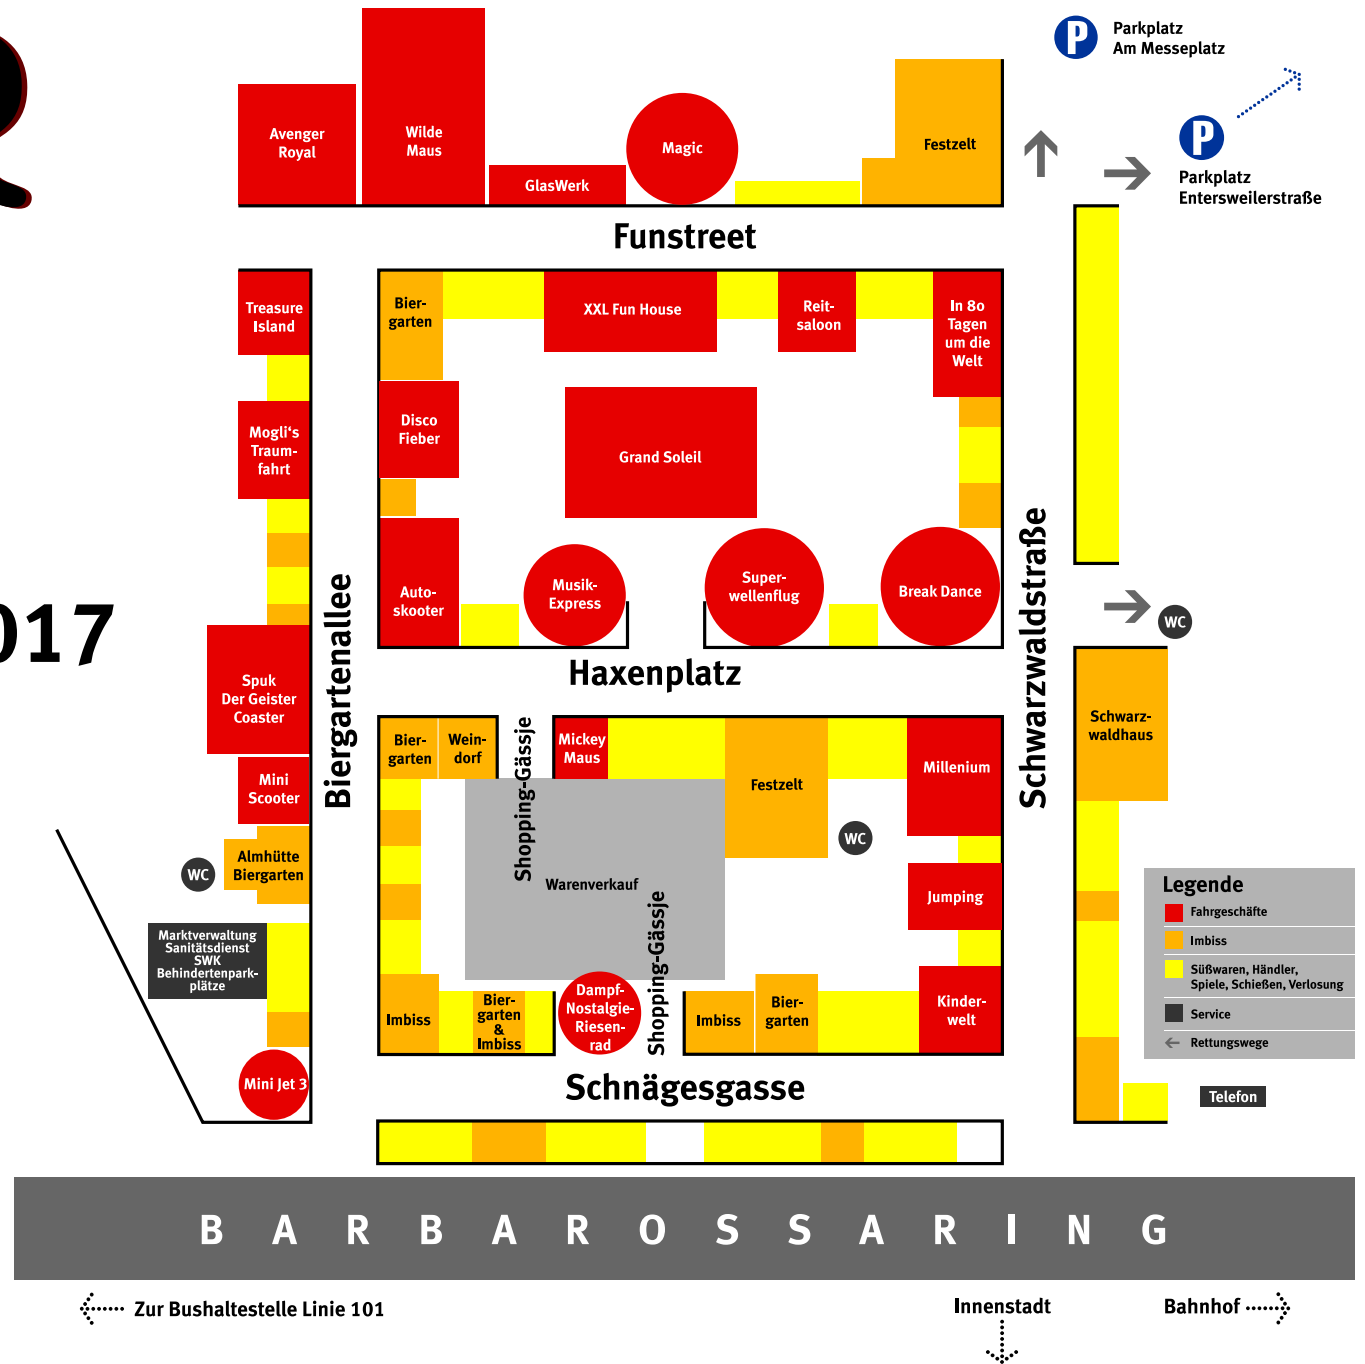 Parkplatz
Am Messeplatz
P
Avenger
Royal
Wilde
Maus
GlasWerk
Magic
Festzelt
P
Parkplatz
Entersweilerstraße
Funstreet
Treasure
Island
Bier-
garten
XXL Fun House
Reit-
saloon
In 80
Tagen
um die
Welt
Mogli's
Traum-
fahrt
Disco
Fieber
Grand Soleil
017
Biergartenallee
Auto-
skooter
Musik-
Express
Super-
wellenflug
Break Dance
Schwarzwaldstraße
WC
Haxenplatz
Spuk
Der Geister
Coaster
Mini
Scooter
Almhütte
Biergarten
WC
Marktverwaltung
Sanitätsdienst
SWK
Behindertenpark-
plätze
Mini Jet 3
Bier-
garten
Wein-
dorf
Shopping-Gässje
Mickey
Maus
Festzelt
Millenium
WC
Warenverkauf
Shopping-Gässje
Jumping
Imbiss
Bier-
garten
&
Imbiss
Dampf-
Nostalgie-
Riesen-
rad
Imbiss
Bier-
garten
Kinder-
welt
Schwarz-
waldhaus
Legende
Fahrgeschäfte
Imbiss
Süßwaren, Händler,
Spiele, Schießen, Verlosung
Service
Rettungswege
Telefon
Schnägesgasse
BARBAROSSARING
Zur Bushaltestelle Linie 101
Innenstadt
Bahnhof